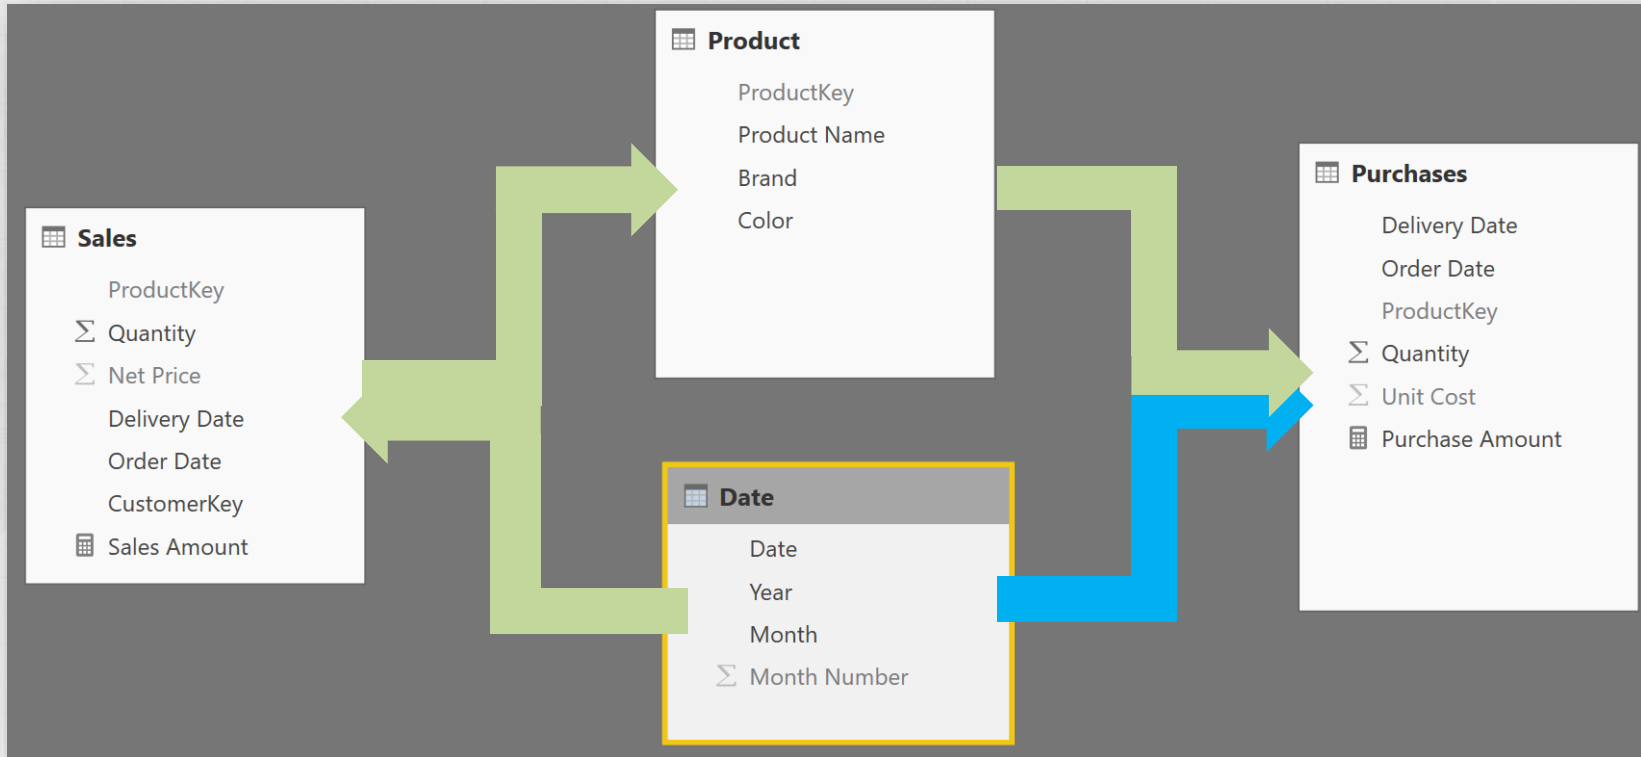 Product
ProductKey
Product Name
Brand
Color
Sales
ProductKey
Σ Quantity
Σ Net Price
Delivery Date
Order Date
CustomerKey
Sales Amount
Date
Date
Year
Month
Σ Month Number
Purchases
Delivery Date
Order Date
ProductKey
Σ Quantity
Σ Unit Cost
Purchase Amount